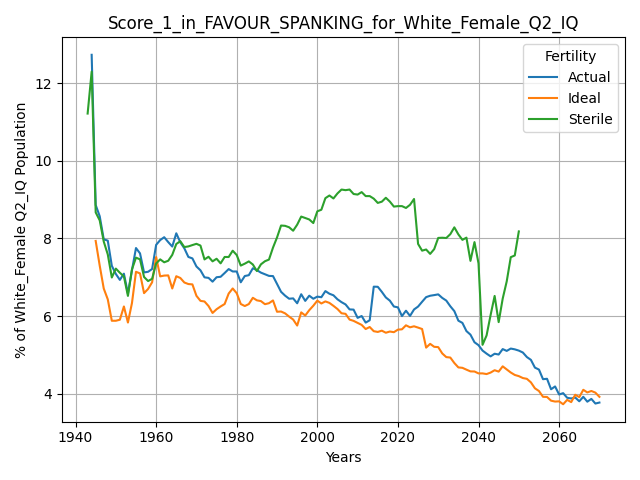 Score_1_in_FAVOUR_SPANKING_for_White_Female_Q2_IQ
Fertility
Actual
Ideal
Sterile
% of White_Female Q2_IQ Population
12
10
8
6
4
1940 1960 1980 2000 2020 2040 2060
Years